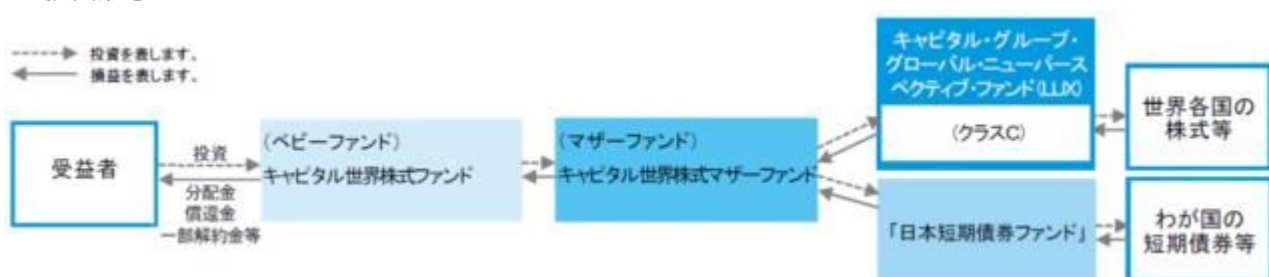 投資を表します。
損益を表します。
受益者
投資
分配金
償還金
一部解約金等
(ベビーファンド)
キャピタル世界株式ファンド
(マザーファンド)
キャピタル世界株式マザーファンド
キャピタル・グループ・
グローバル・ニューパース
ペクティブ・ファンド(LUX)
(クラスC)
世界各国の
株式等
「日本短期債券ファンド」
わが国の
短期債券等